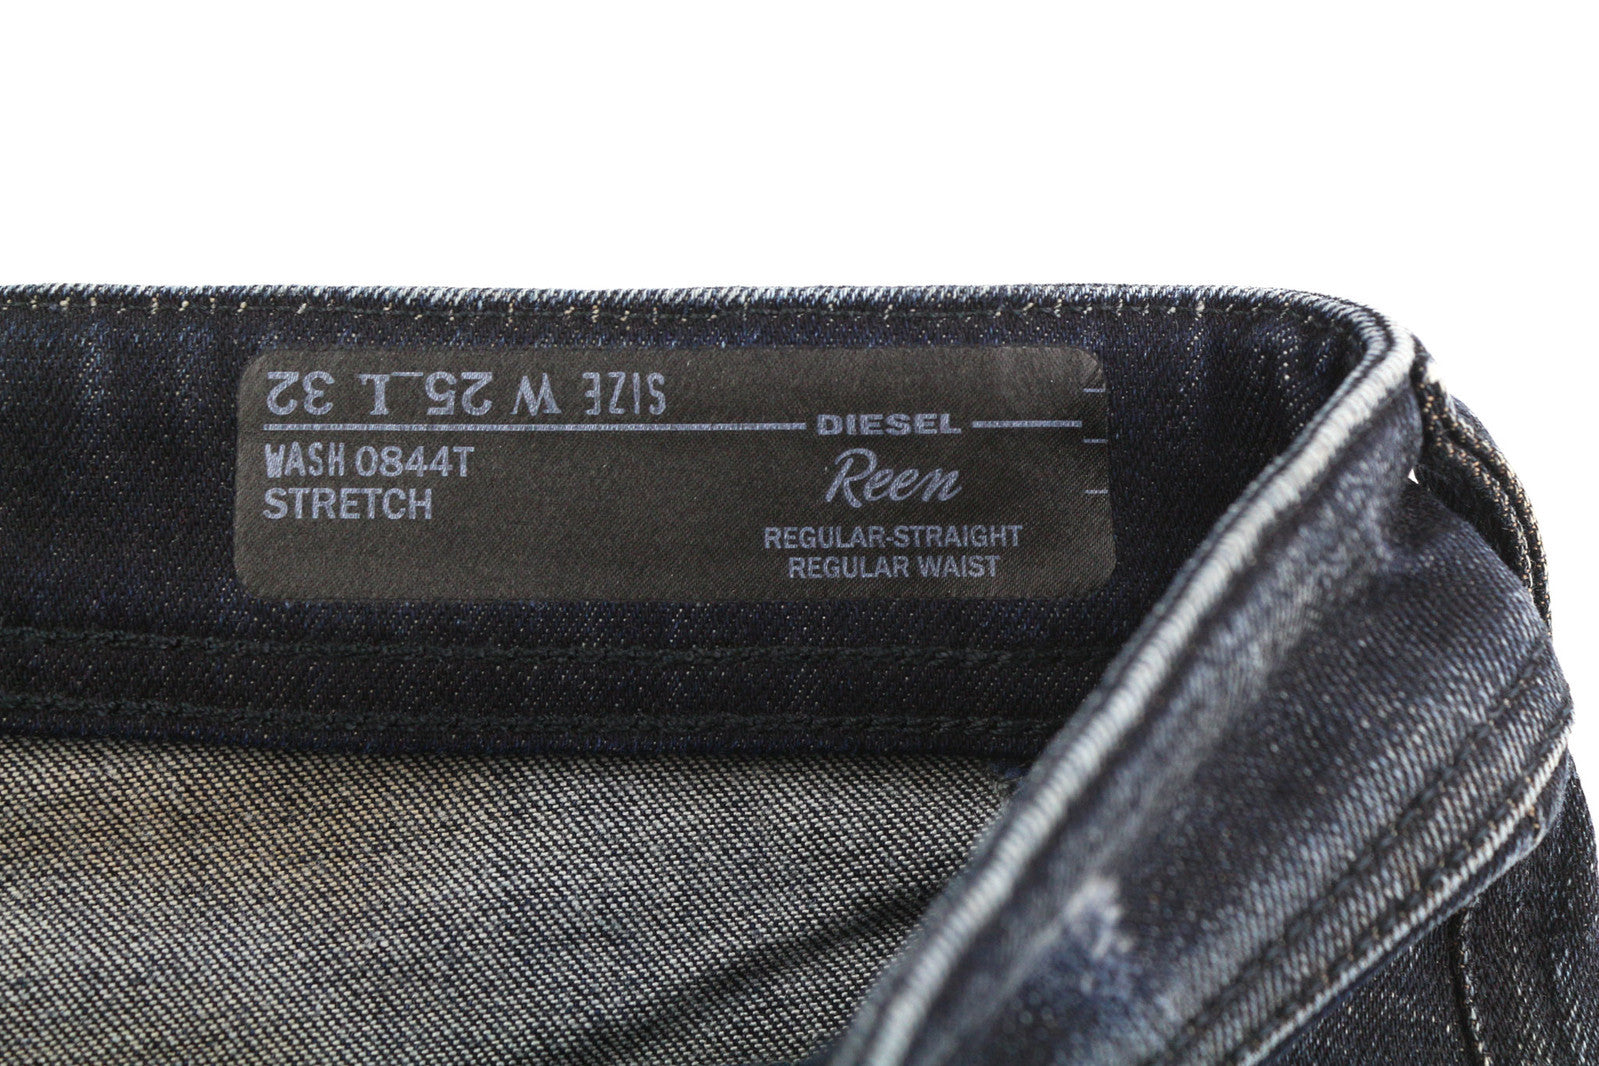 SIZE W 25 L 32
DIESEL
WASH 0844T
STRETCH
Reen
REGULAR-STRAIGHT
REGULAR WAIST